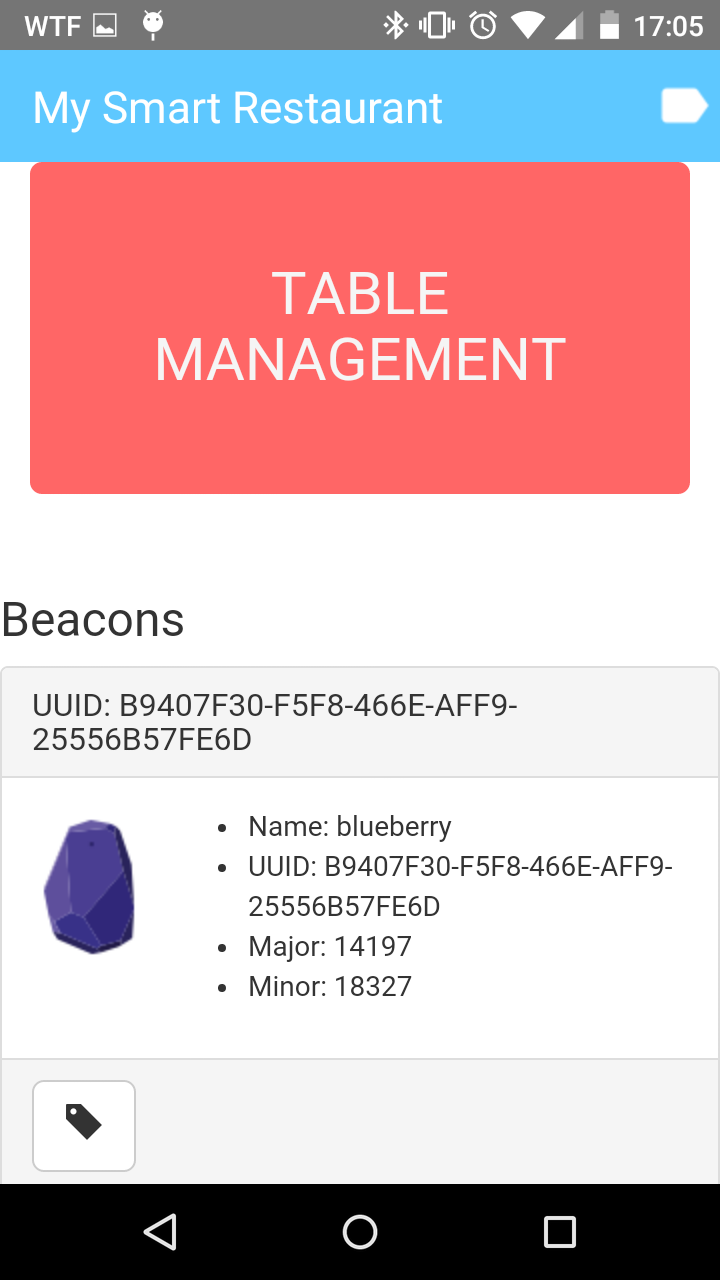 WTF 17:05
My Smart Restaurant
TABLE
MANAGEMENT
Beacons
UUID: B9407F30-F5F8-466E-AFF9-
25556B57FE6D
Name: blueberry
UUID: B9407F30-F5F8-466E-AFF9-
25556B57FE6D
Major: 14197
Minor: 18327